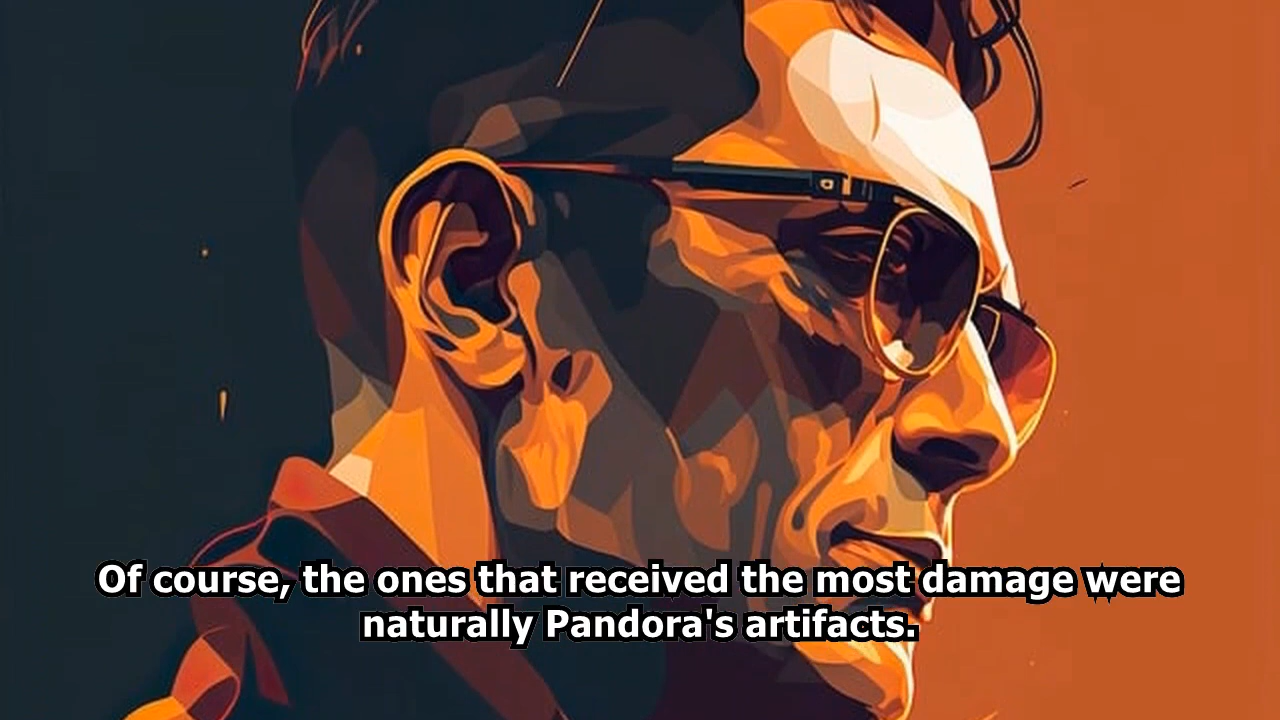 Of course, the ones that received the most damage were
naturally Pandora's artifacts.